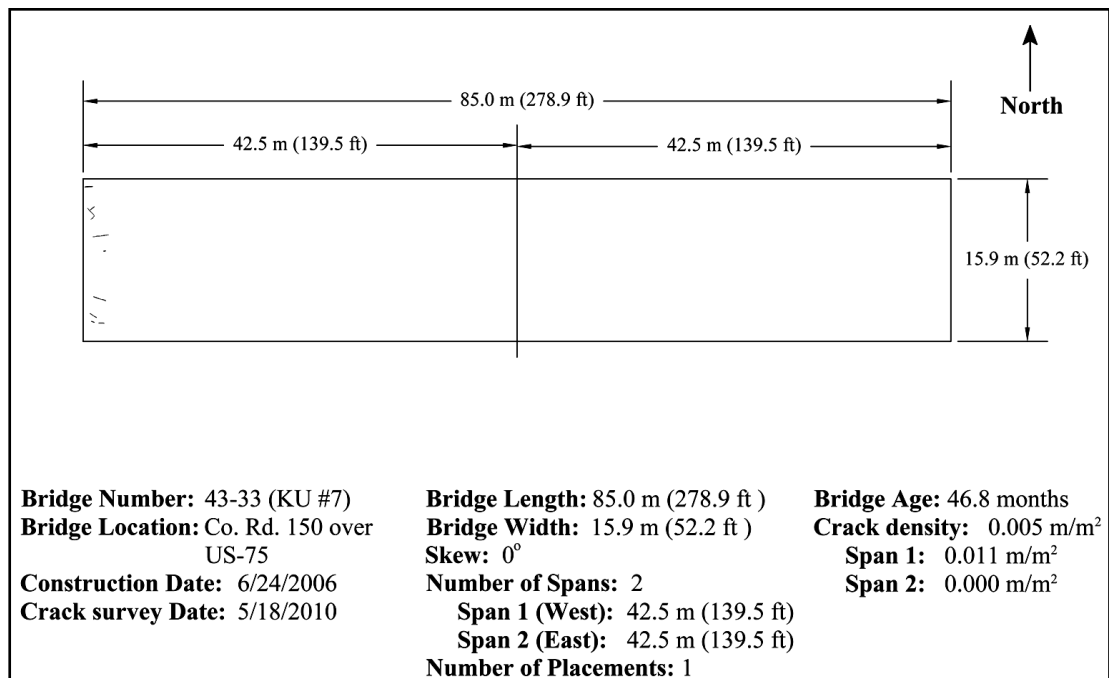 85.0 m (278.9 ft)
North
42.5 m (139.5 ft)
42.5 m (139.5 ft)
15.9 m (52.2 ft)
Bridge Number: 43-33 (KU #7)
Bridge Location: Co. Rd. 150 over
US-75
Construction Date: 6/24/2006
Crack survey Date: 5/18/2010
Bridge Length: 85.0 m (278.9 ft )
Bridge Width: 15.9 m (52.2 ft )
Skew: 0°
Number of Spans: 2
Span 1 (West): 42.5 m (139.5 ft)
Span 2 (East): 42.5 m (139.5 ft)
Number of Placements: 1
Bridge Age: 46.8 months
Crack density: 0.005 m/m²
Span 1: 0.011 m/m²
Span 2: 0.000 m/m²